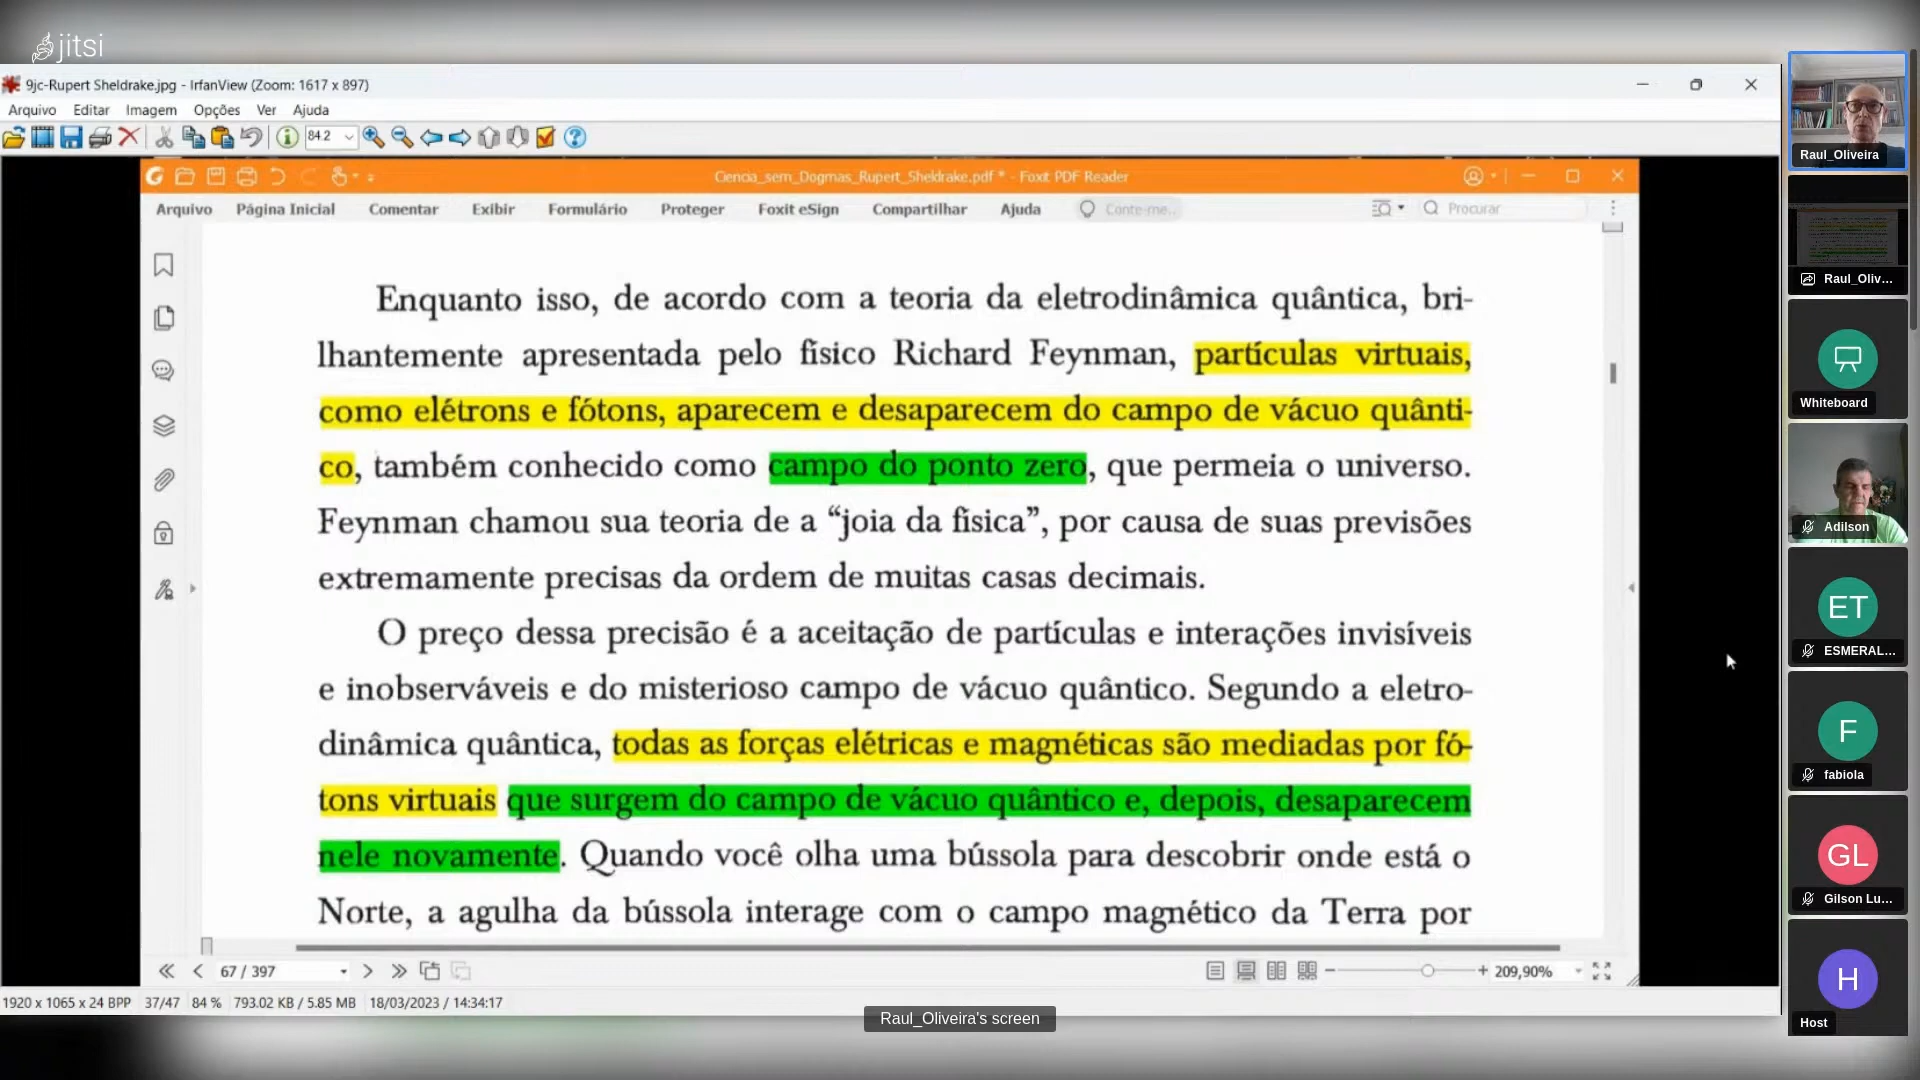 jitsi
9jc-Rupert Sheldrake.jpg - IrfanView (Zoom: 1617 x 897)
Arquivo Editar Imagem Opções Ver Ajuda
84.2
Ciencia_sem_Dogmas_Rupert_Sheldrake.pdf * - Foxit PDF Reader
Arquivo Página Inicial Comentar Exibir Formulário Proteger Foxit eSign Compartilhar Ajuda Conte-me.. Procurar
Enquanto isso, de acordo com a teoria da eletrodinâmica quântica, bri-
lhantemente apresentada pelo físico Richard Feynman, partículas virtuais,
como elétrons e fótons, aparecem e desaparecem do campo de vácuo quânti-
co, também conhecido como campo do ponto zero, que permeia o universo.
Feynman chamou sua teoria de a “joia da física”, por causa de suas previsões
extremamente precisas da ordem de muitas casas decimais.
O preço dessa precisão é a aceitação de partículas e interações invisíveis
e inobserváveis e do misterioso campo de vácuo quântico. Segundo a eletro-
dinâmica quântica, todas as forças elétricas e magnéticas são mediadas por fó-
tons virtuais que surgem do campo de vácuo quântico e, depois, desaparecem
nele novamente. Quando você olha uma bússola para descobrir onde está o
Norte, a agulha da bússola interage com o campo magnético da Terra por
67 / 397
209,90%
1920 x 1065 x 24 BPP 37/47 84 % 793.02 KB / 5.85 MB 18/03/2023 / 14:34:17
Raul_Oliveira's screen
Raul_Oliveira
Raul_Oliv...
Whiteboard
Adilson
ET
ESMERAL...
F
fabiola
GL
Gilson Lu...
H
Host